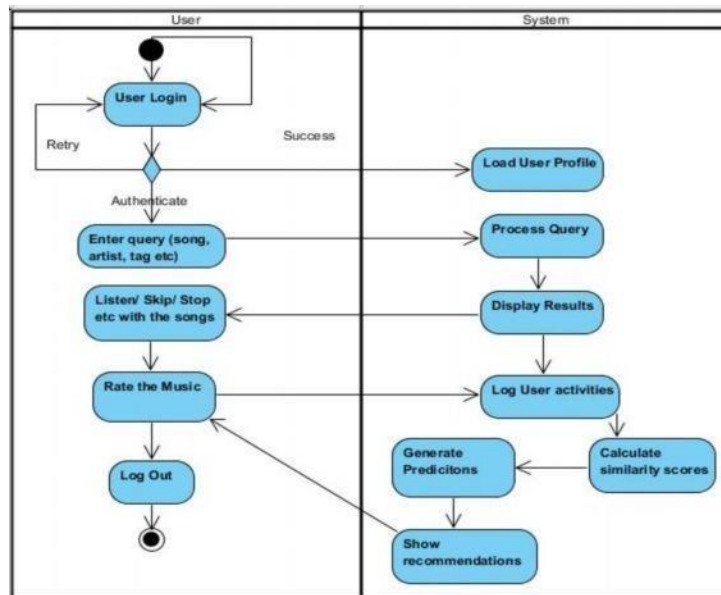 User
System
User Login
Retry
Success
Load User Profile
Authenticate
Enter query (song,
artist, tag etc)
Process Query
Listen/ Skip/ Stop
etc with the songs
Display Results
Rate the Music
Log User activities
Generate
Predicitons
Calculate
similarity scores
Log Out
Show
recommendations